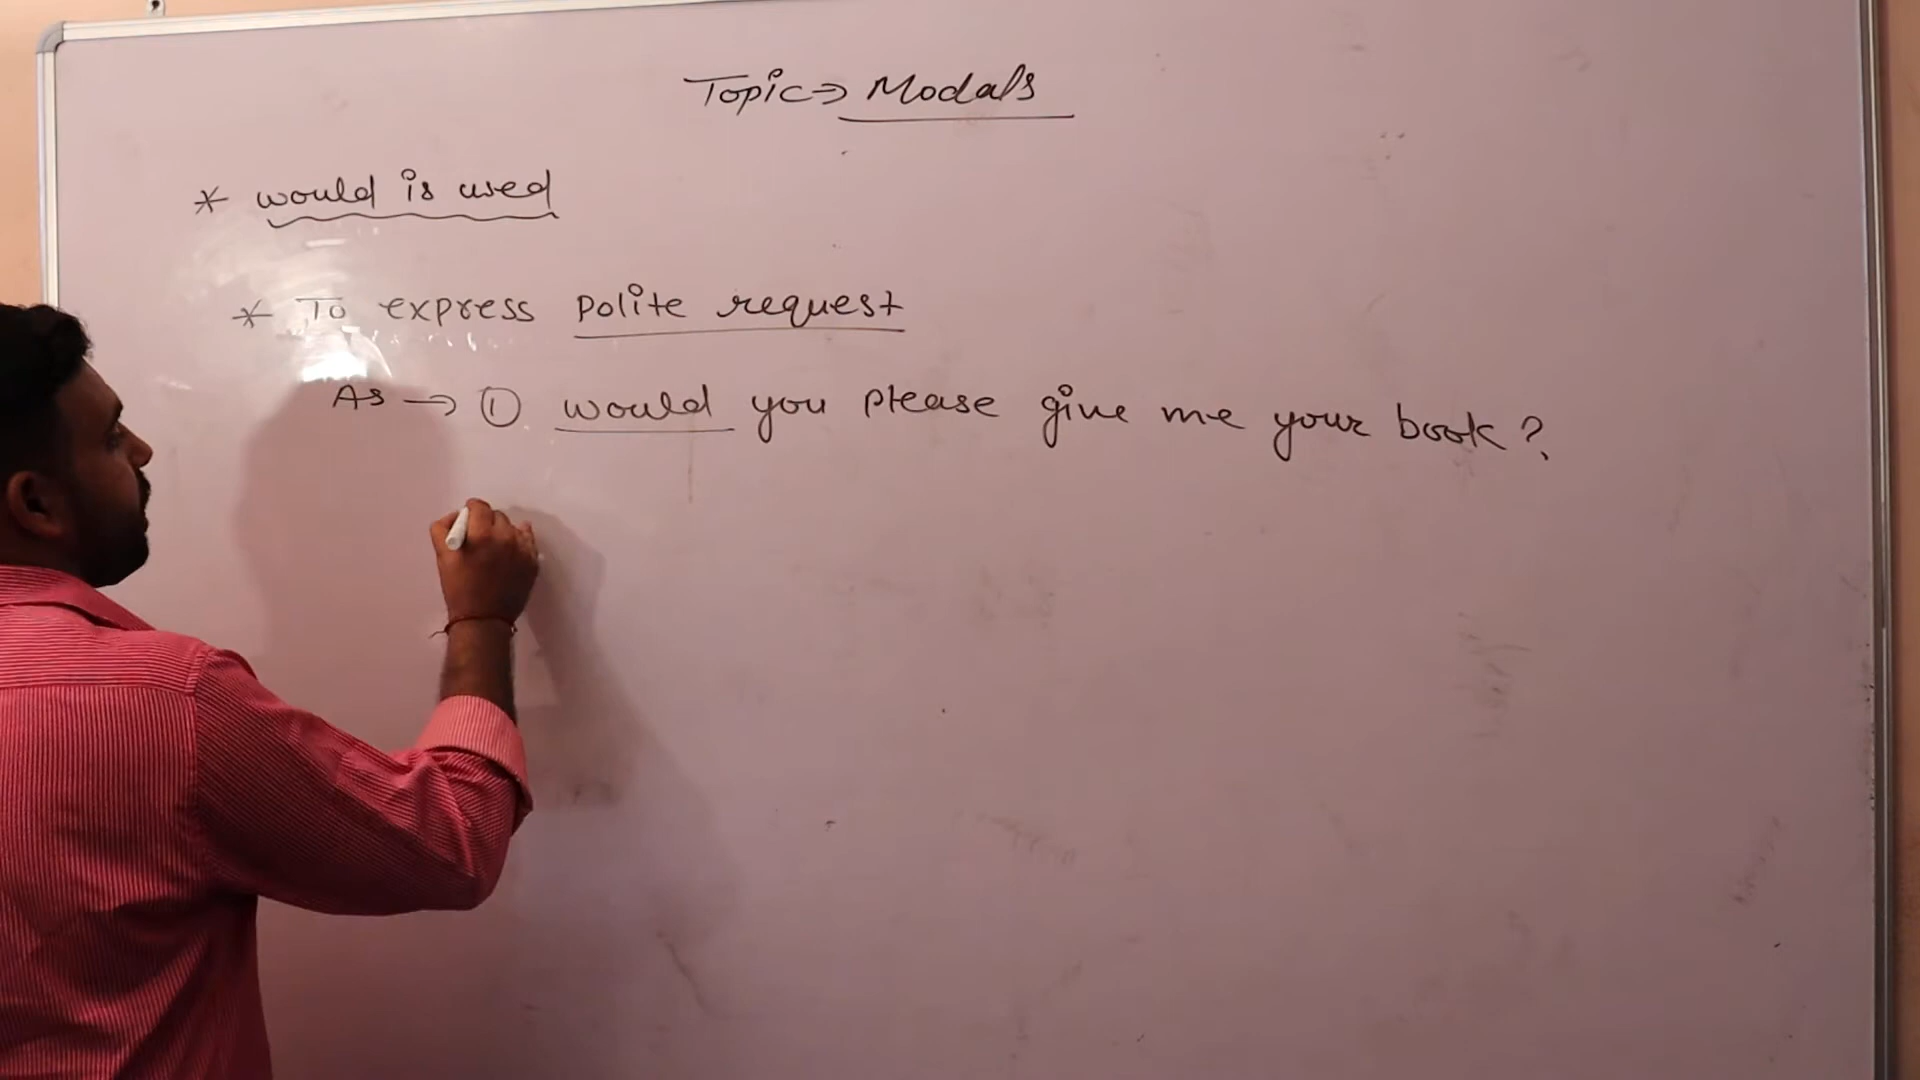 Topic⇒ Modals
* would is used
* To express polite request
As → ① would you please give me your book?